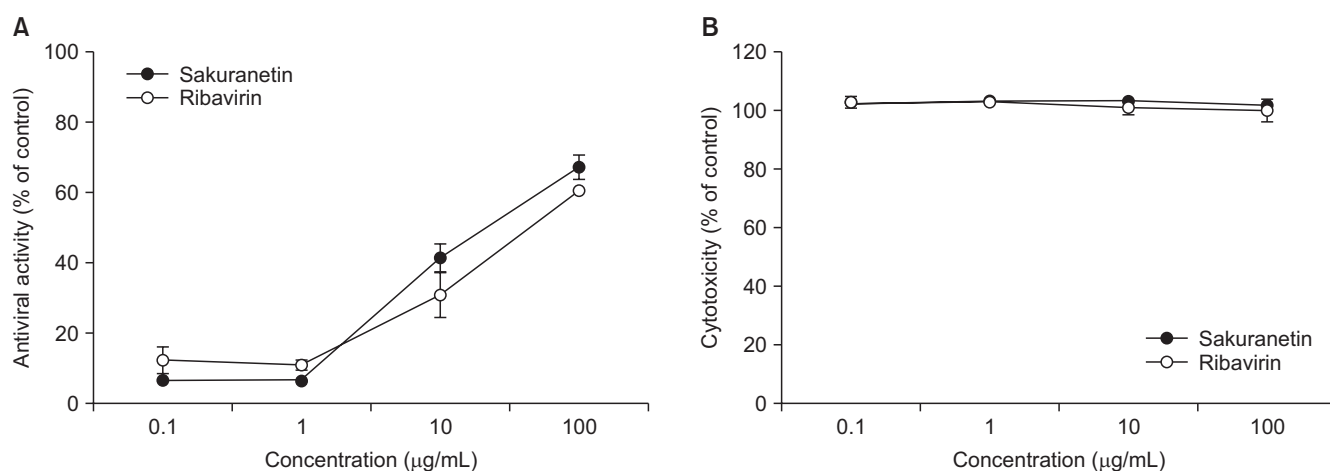 A
Antiviral activity (% of control)
100
80
60
40
20
0
Sakuranetin
Ribavirin
0.1 1 10 100
Concentration (μg/mL)
B
Cytotoxicity (% of control)
120
100
80
60
40
20
0
Sakuranetin
Ribavirin
0.1 1 10 100
Concentration (μg/mL)